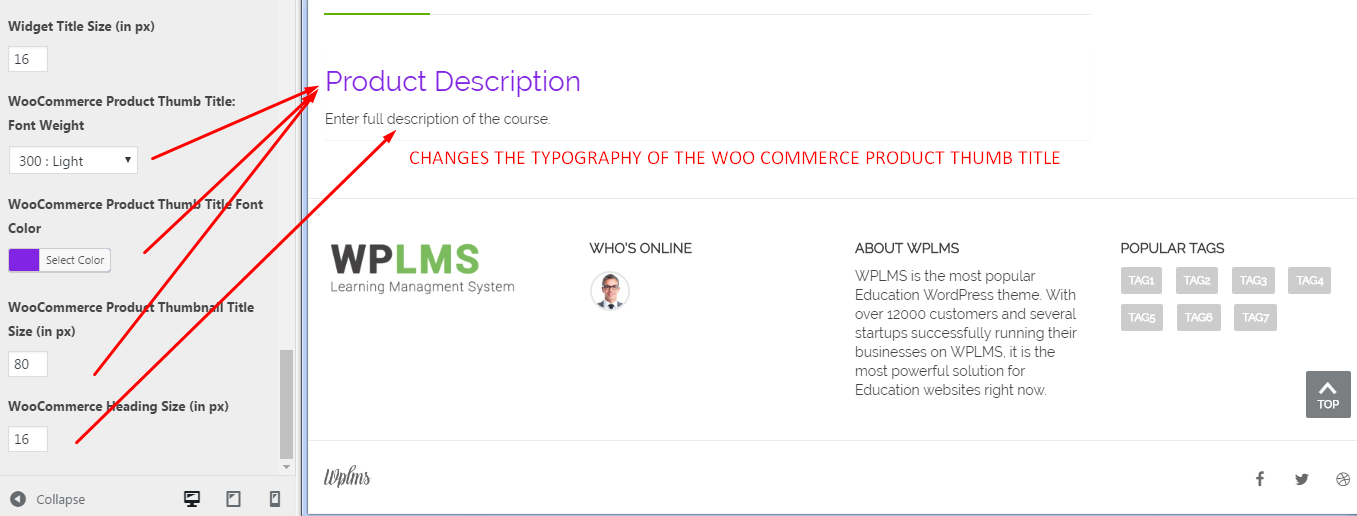 Widget Title Size (in px)
16
WooCommerce Product Thumb Title:
Font Weight
300 : Light
WooCommerce Product Thumb Title Font
Color
Select Color
WooCommerce Product Thumbnail Title
Size (in px)
80
WooCommerce Heading Size (in px)
16
Collapse
Product Description
Enter full description of the course.
CHANGES THE TYPOGRAPHY OF THE WOO COMMERCE PRODUCT THUMB TITLE
WPLMS
Learning Managment System
WHO'S ONLINE
ABOUT WPLMS
WPLMS is the most popular
Education WordPress theme. With
over 12000 customers and several
startups successfully running their
businesses on WPLMS, it is the
most powerful solution for
Education websites right now.
POPULAR TAGS
TAG1 TAG2 TAG3 TAG4
TAG5 TAG6 TAG7
TOP
Wplms